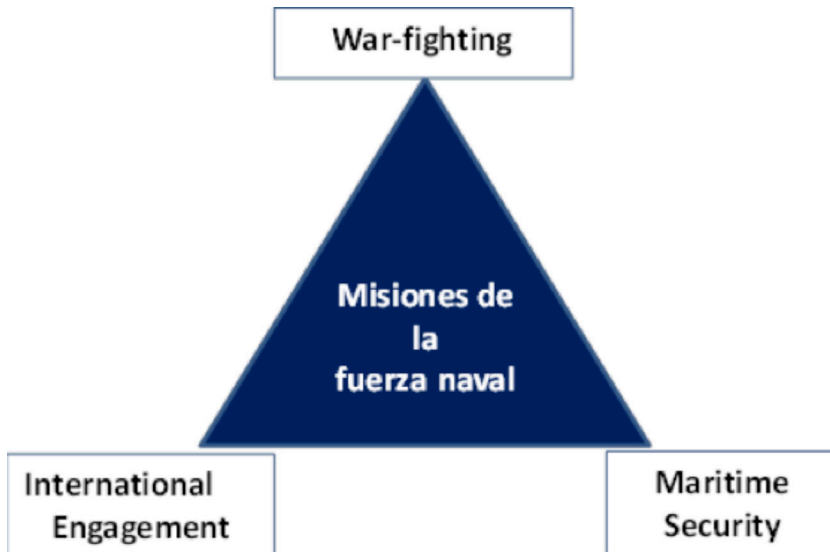 War-fighting
Misiones de
la
fuerza naval
International
Engagement
Maritime
Security